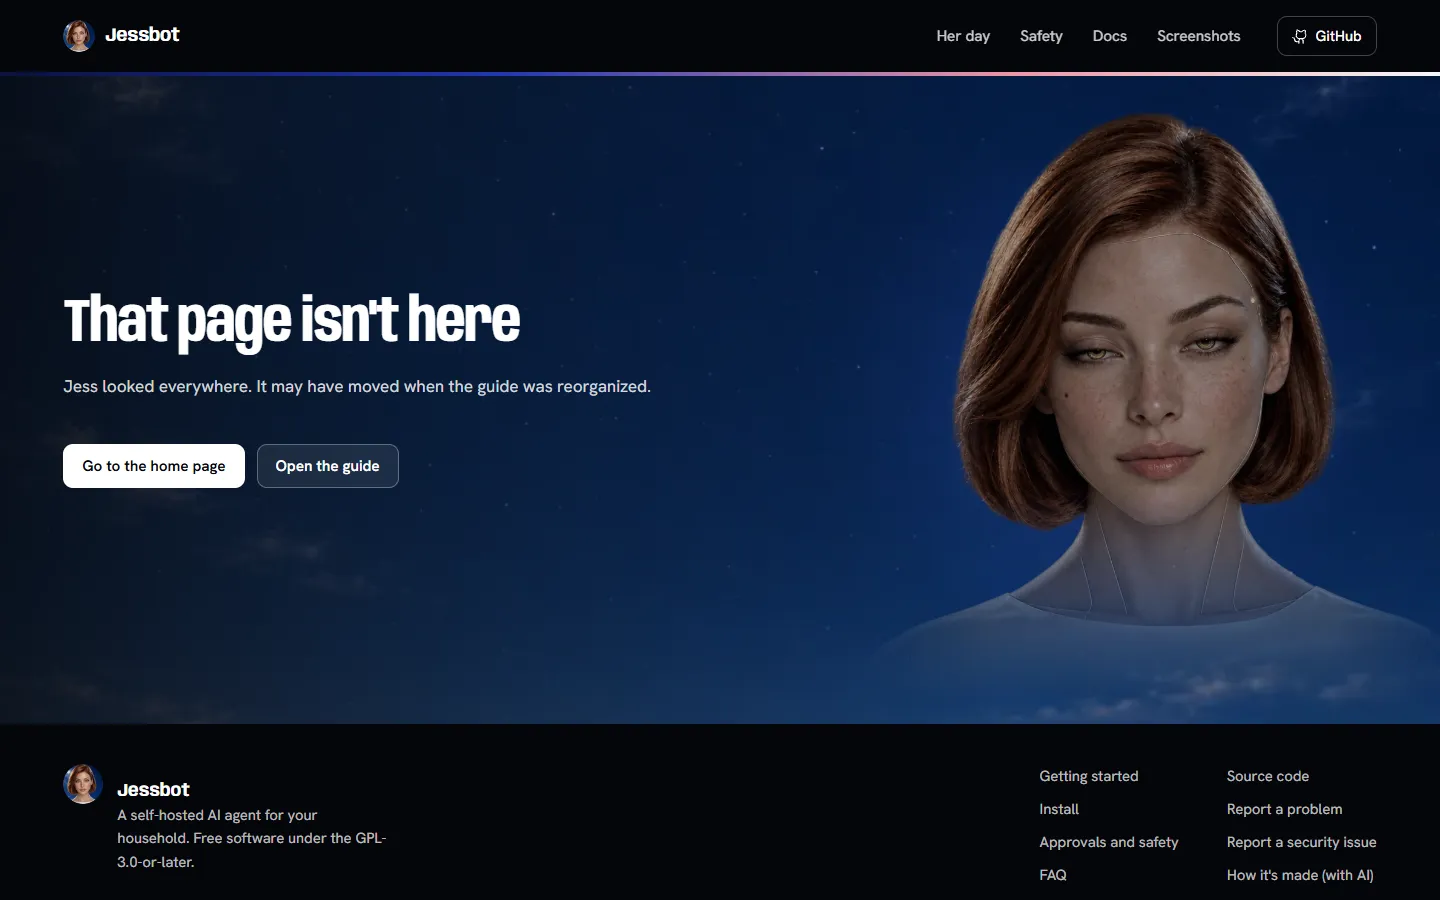 Jessbot
Her day
Safety
Docs
Screenshots
GitHub
That page isn't here
Jess looked everywhere. It may have moved when the guide was reorganized.
Go to the home page
Open the guide
Jessbot
A self-hosted AI agent for your
household. Free software under the GPL-
3.0-or-later.
Getting started
Install
Approvals and safety
FAQ
Source code
Report a problem
Report a security issue
How it's made (with AI)